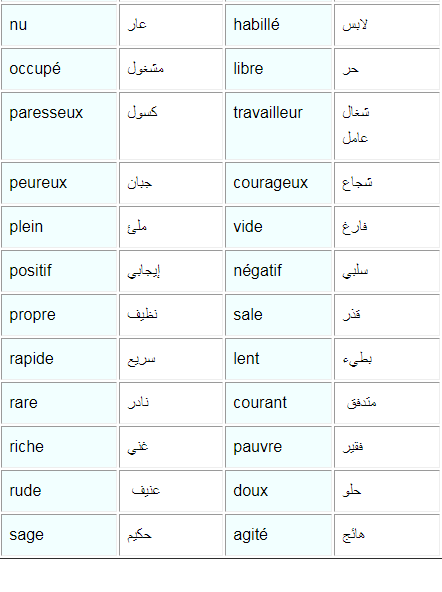 nu عار habillé لابس
occupé مشغول libre حر
paresseux كسول travailleur شغال
عامل
peureux جبان courageux شجاع
plein ملئ vide فارغ
positif إيجابي négatif سلبي
propre نظيف sale قذر
rapide سريع lent بطيء
rare نادر courant متدفق
riche غني pauvre فقير
rude عنيف doux حلو
sage حكيم agité هائج